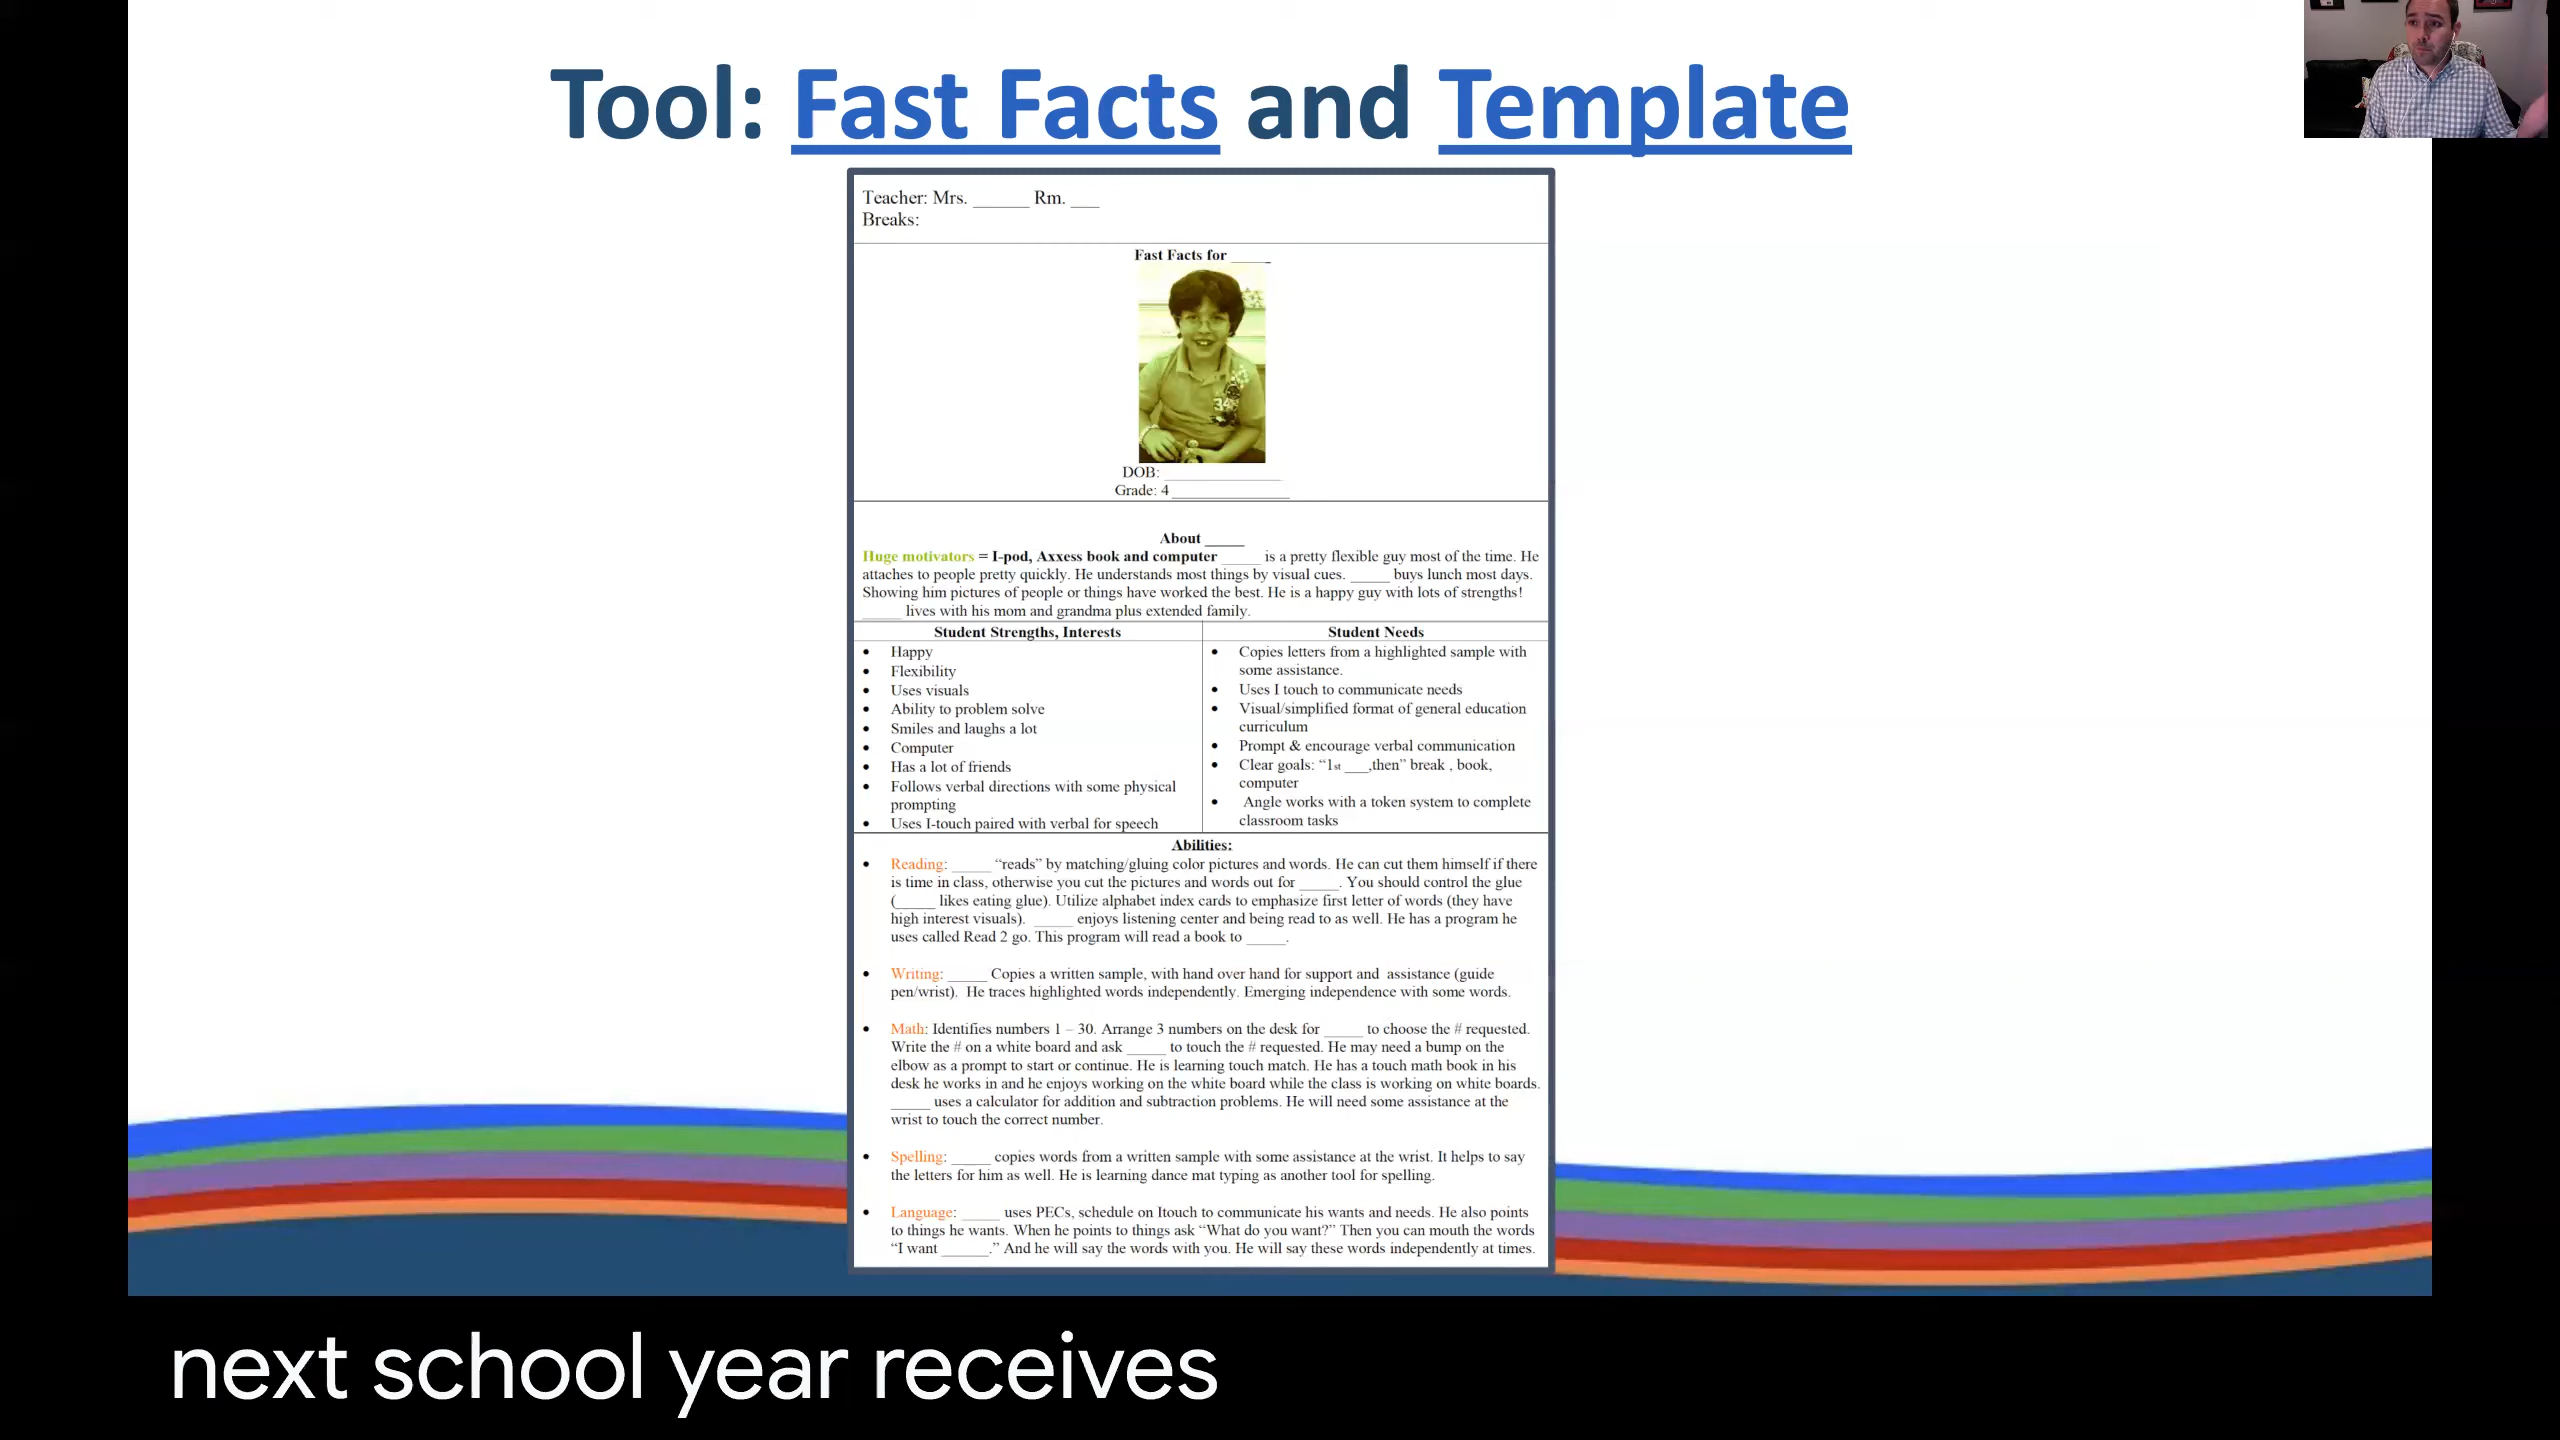 Tool: Fast Facts and Template
Teacher: Mrs. ______ Rm. ___
Breaks:
Fast Facts for _____
34
DOB: _______________
Grade: 4_______________
About _____
Huge motivators = I-pod, Axxess book and computer _____ is a pretty flexible guy most of the time. He
attaches to people pretty quickly. He understands most things by visual cues. _____ buys lunch most days.
Showing him pictures of people or things have worked the best. He is a happy guy with lots of strengths!
_____ lives with his mom and grandma plus extended family.
Student Strengths, Interests
• Happy
• Flexibility
• Uses visuals
• Ability to problem solve
• Smiles and laughs a lot
• Computer
• Has a lot of friends
• Follows verbal directions with some physical
prompting
• Uses I-touch paired with verbal for speech
Student Needs
• Copies letters from a highlighted sample with
some assistance.
• Uses I touch to communicate needs
• Visual/simplified format of general education
curriculum
• Prompt & encourage verbal communication
• Clear goals: “1st ___,then” break , book,
computer
• Angle works with a token system to complete
classroom tasks
Abilities:
• Reading: _____ “reads” by matching/gluing color pictures and words. He can cut them himself if there
is time in class, otherwise you cut the pictures and words out for _____. You should control the glue
(_____ likes eating glue). Utilize alphabet index cards to emphasize first letter of words (they have
high interest visuals). _____ enjoys listening center and being read to as well. He has a program he
uses called Read 2 go. This program will read a book to _____.
• Writing: _____ Copies a written sample, with hand over hand for support and assistance (guide
pen/wrist). He traces highlighted words independently. Emerging independence with some words.
• Math: Identifies numbers 1 – 30. Arrange 3 numbers on the desk for _____ to choose the # requested.
Write the # on a white board and ask _____ to touch the # requested. He may need a bump on the
elbow as a prompt to start or continue. He is learning touch match. He has a touch math book in his
desk he works in and he enjoys working on the white board while the class is working on white boards.
_____ uses a calculator for addition and subtraction problems. He will need some assistance at the
wrist to touch the correct number.
• Spelling: _____ copies words from a written sample with some assistance at the wrist. It helps to say
the letters for him as well. He is learning dance mat typing as another tool for spelling.
• Language: _____ uses PECs, schedule on Itouch to communicate his wants and needs. He also points
to things he wants. When he points to things ask “What do you want?” Then you can mouth the words
“I want ______.” And he will say the words with you. He will say these words independently at times.
next school year receives